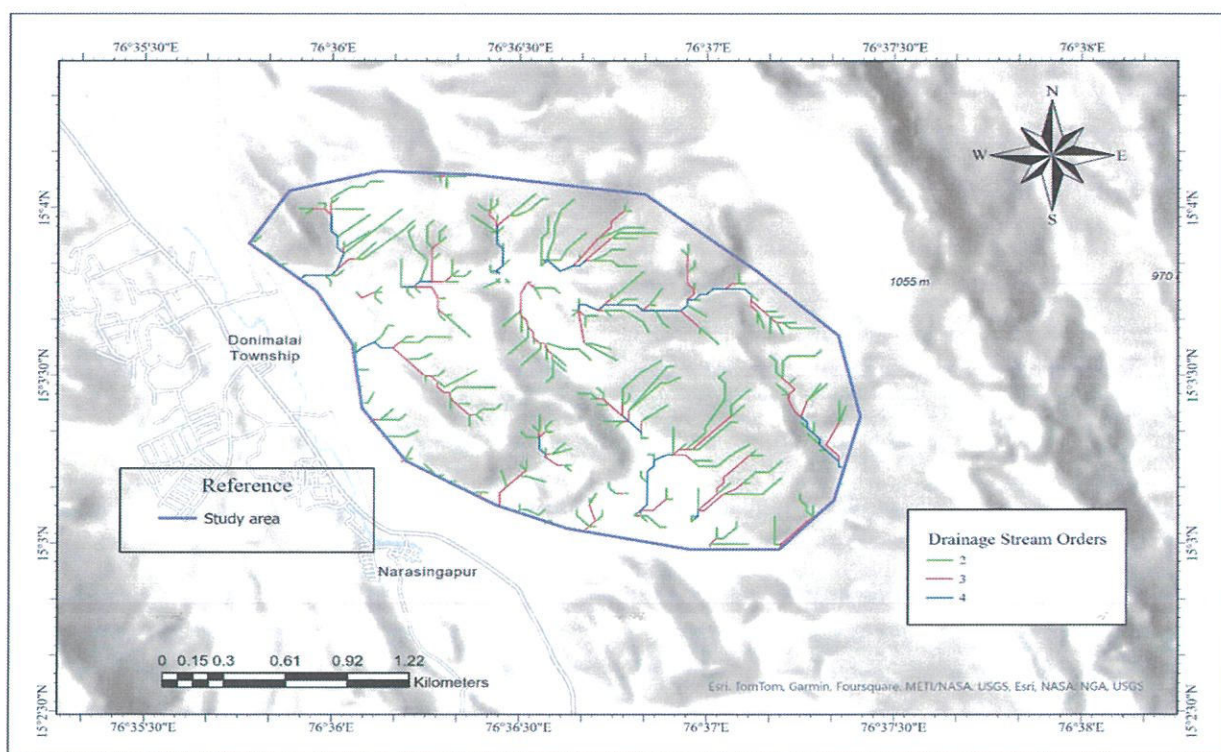 76°35'30"E 76°36'E 76°36'30"E 76°37'E 76°37'30"E 76°38'E
N
W E
S
15°4'N 15°4'N
1055 m
970
Donimalai
Township
15°3'30"N 15°3'30"N
Reference
Study area
Drainage Stream Orders
2
3
4
15°3'N 15°3'N
Narasingapur
0 0.15 0.3 0.61 0.92 1.22
Kilometers
Esri, TomTom, Garmin, Foursquare, METI/NASA, USGS, Esri, NASA, NGA, USGS
15°2'30"N 15°2'30"N
76°35'30"E 76°36'E 76°36'30"E 76°37'E 76°37'30"E 76°38'E